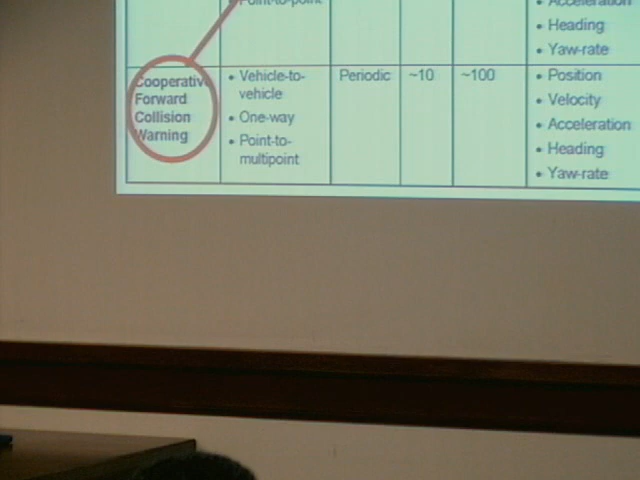 Point-to-point
Acceleration
Heading
Yaw-rate
Cooperative
Forward
Collision
Warning
• Vehicle-to-
vehicle
• One-way
• Point-to-
multipoint
Periodic
~10
~100
• Position
• Velocity
• Acceleration
• Heading
• Yaw-rate